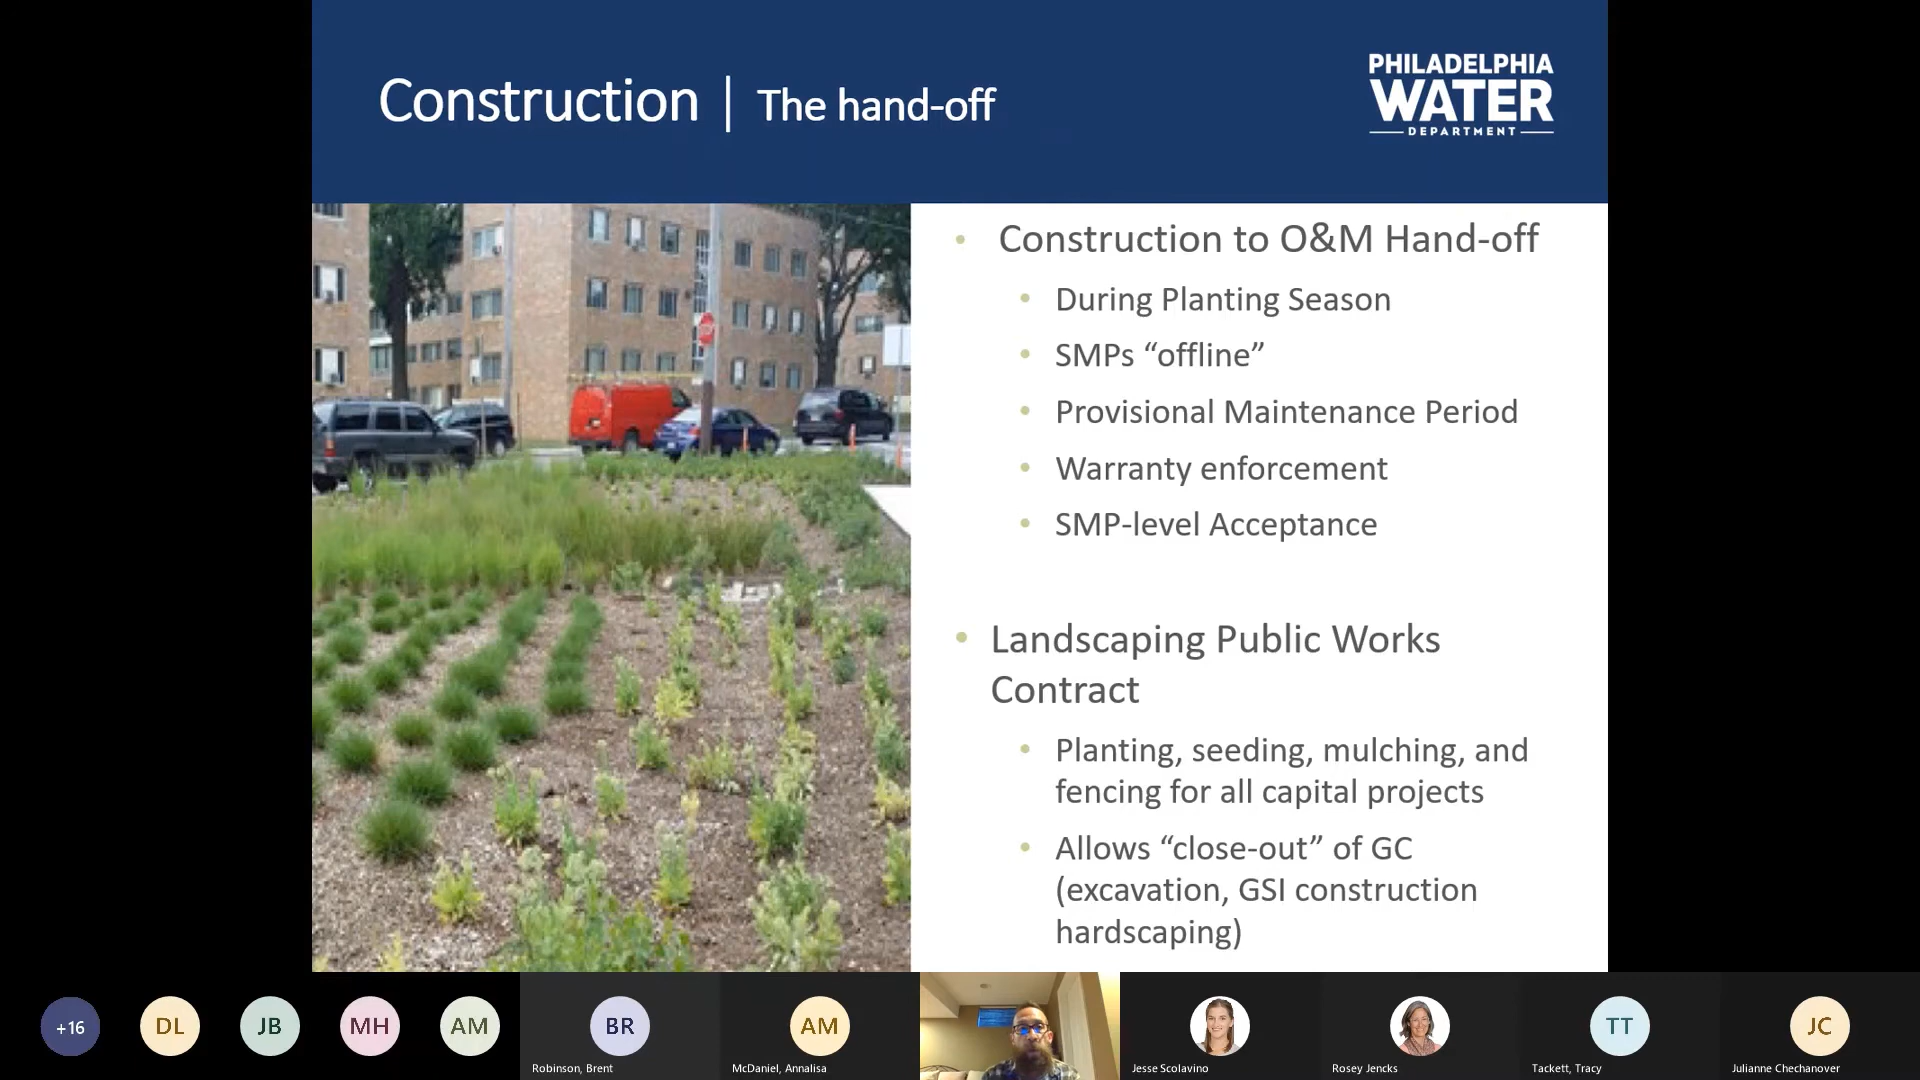 Construction | The hand-off
PHILADELPHIA
WATER
DEPARTMENT
• Construction to O&M Hand-off
• During Planting Season
• SMPs “offline”
• Provisional Maintenance Period
• Warranty enforcement
• SMP-level Acceptance
• Landscaping Public Works
Contract
• Planting, seeding, mulching, and
fencing for all capital projects
• Allows “close-out” of GC
(excavation, GSI construction
hardscaping)
+16
DL
JB
MH
AM
BR
Robinson, Brent
AM
McDaniel, Annalisa
Jesse Scolavino
Rosey Jencks
TT
Tackett, Tracy
JC
Julianne Chechanover